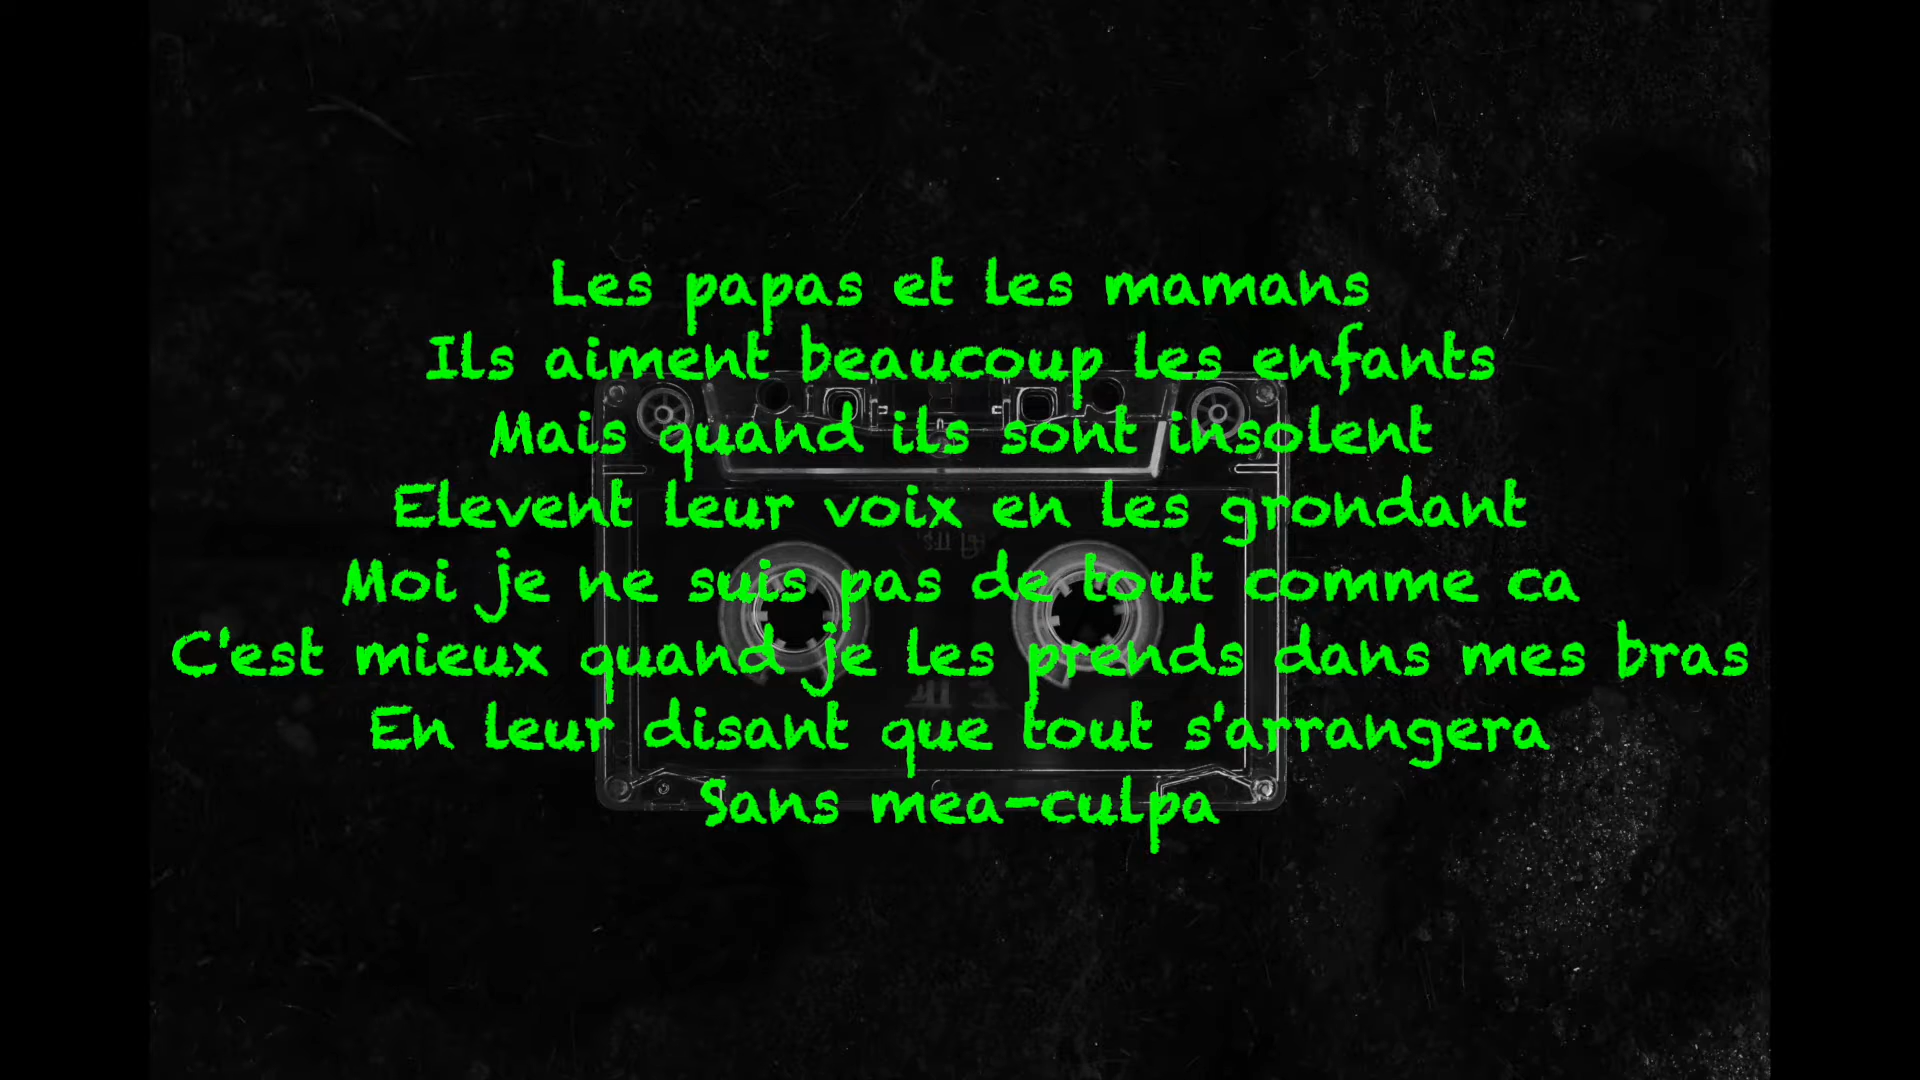 Les papas et les mamans
Ils aiment beaucoup les enfants
Mais quand ils sont insolent
Elevent leur voix en les grondant
Moi je ne suis pas de tout comme ca
C'est mieux quand je les prends dans mes bras
En leur disant que tout s'arrangera
Sans mea-culpa